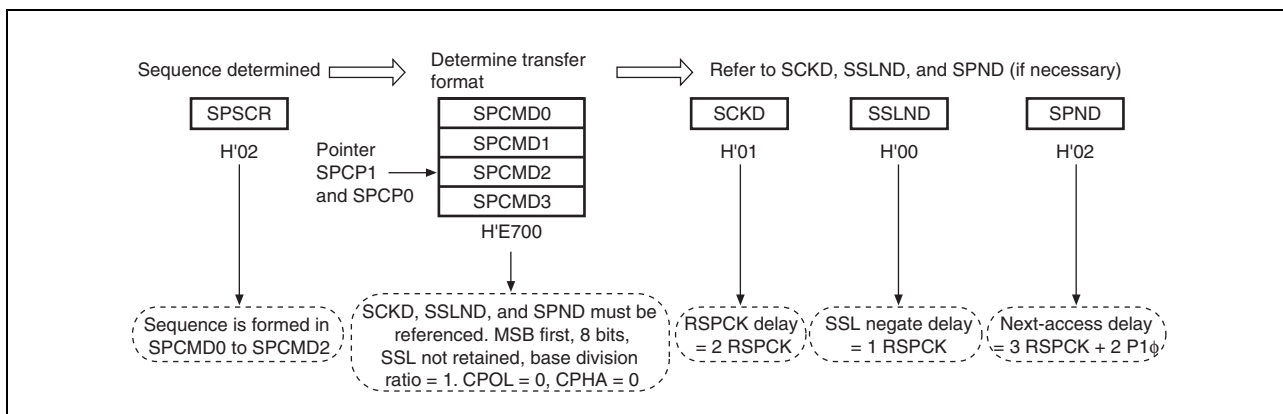 Sequence determined
Determine transfer
format
Refer to SCKD, SSLND, and SPND (if necessary)
SPSCR
H'02
Pointer
SPCP1
and SPCP0
SPCMD0
SPCMD1
SPCMD2
SPCMD3
H'E700
SCKD
H'01
SSLND
H'00
SPND
H'02
Sequence is formed in
SPCMD0 to SPCMD2
SCKD, SSLND, and SPND must be
referenced. MSB first, 8 bits,
SSL not retained, base division
ratio = 1. CPOL = 0, CPHA = 0
RSPCK delay
= 2 RSPCK
SSL negate delay
= 1 RSPCK
Next-access delay
= 3 RSPCK + 2 P1ϕ